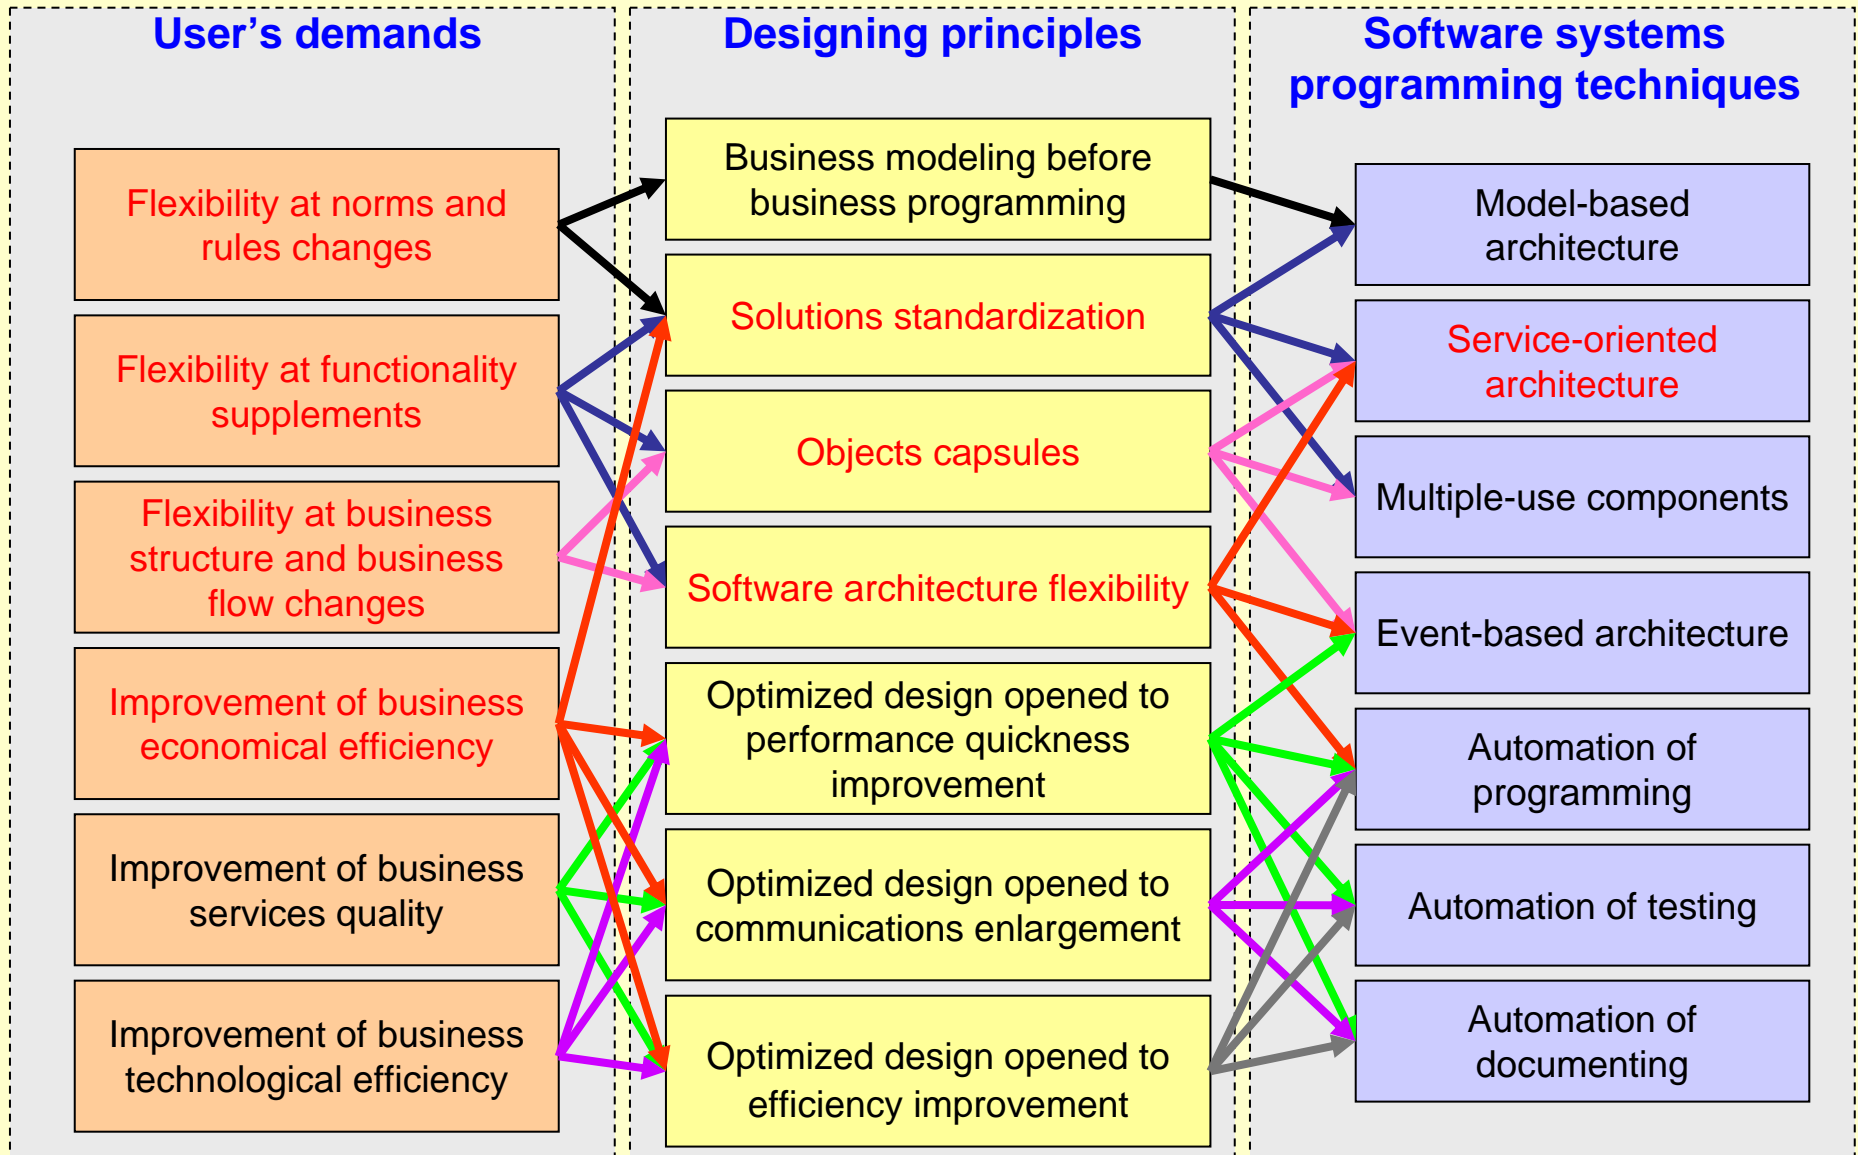 User's demands
Flexibility at norms and
rules changes
Flexibility at functionality
supplements
Flexibility at business
structure and business
flow changes
Improvement of business
economical efficiency
Improvement of business
services quality
Improvement of business
technological efficiency
Designing principles
Business modeling before
business programming
Solutions standardization
Objects capsules
Software architecture flexibility
Optimized design opened to
performance quickness
improvement
Optimized design opened to
communications enlargement
Optimized design opened to
efficiency improvement
Software systems
programming techniques
Model-based
architecture
Service-oriented
architecture
Multiple-use components
Event-based architecture
Automation of
programming
Automation of testing
Automation of
documenting